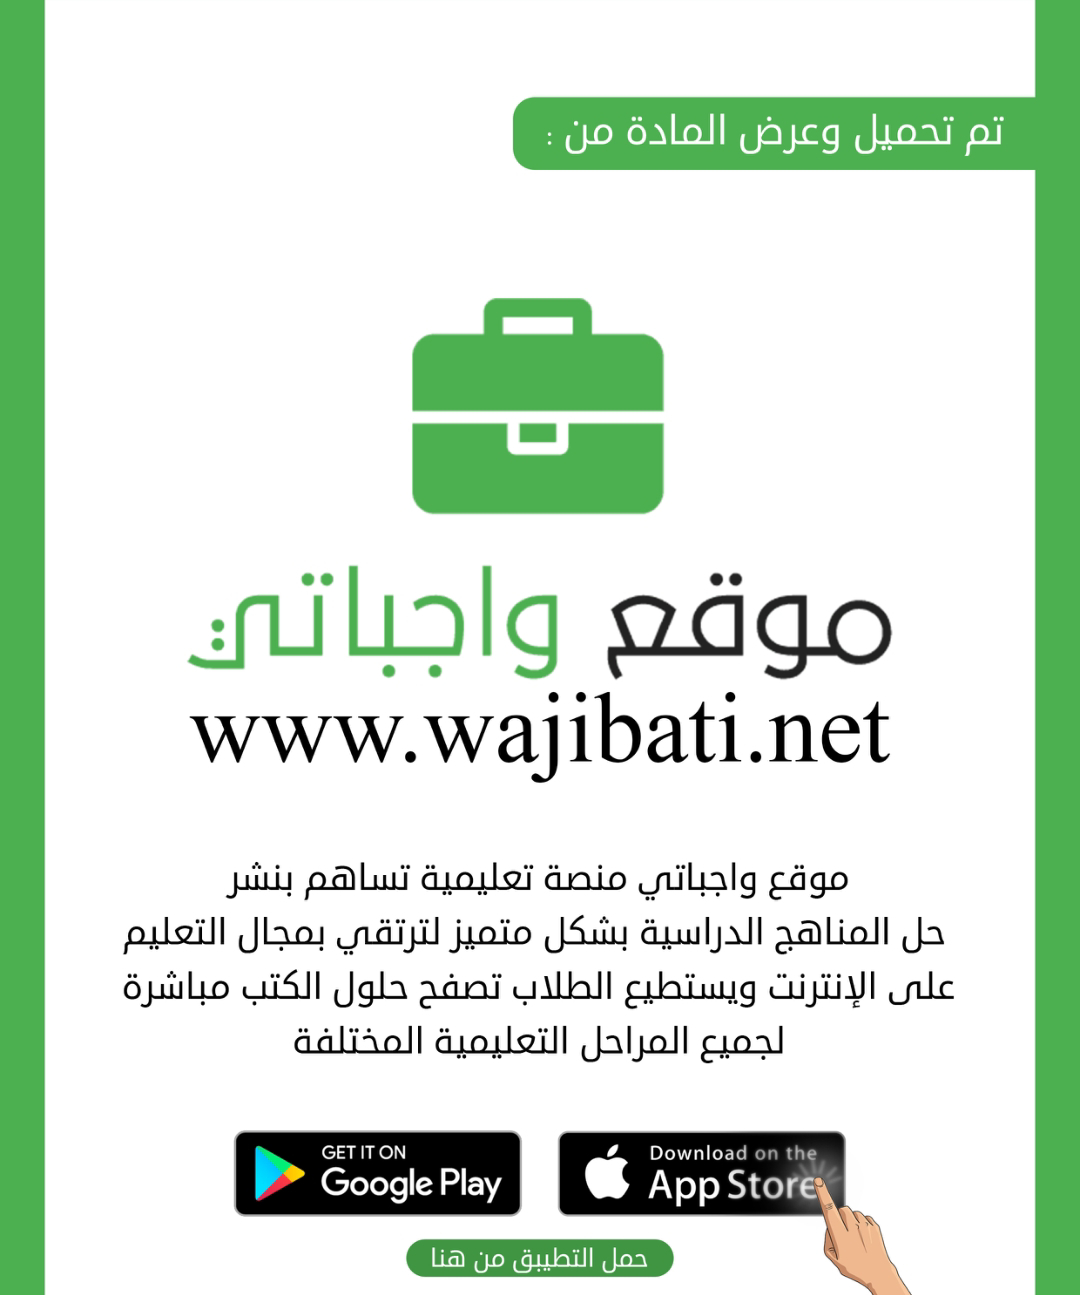 تم تحميل وعرض المادة من :
موقع واجباتي
www.wajibati.net
موقع واجباتي منصة تعليمية تساهم بنشر
حل المناهج الدراسية بشكل متميز لترتقي بمجال التعليم
على الإنترنت ويستطيع الطلاب تصفح حلول الكتب مباشرة
لجميع المراحل التعليمية المختلفة
GET IT ON
Google Play
Download on the
App Store
حمل التطيبق من هنا